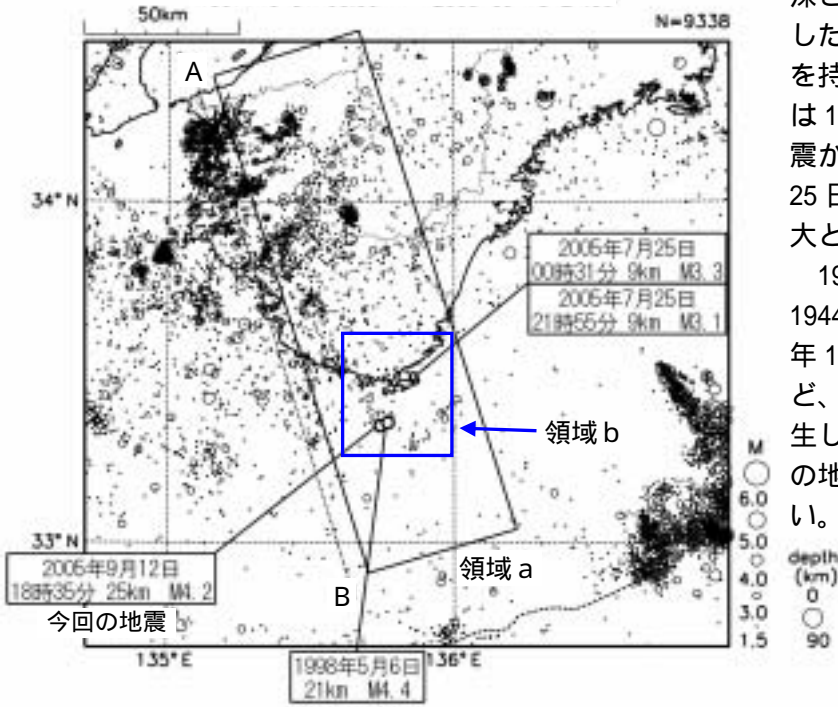 50km
N=9338
A
34°N
2005年7月25日
00時31分 9km M3.3
2005年7月25日
21時55分 9km M3.1
領域ｂ
33°N
2005年9月12日
18時35分 25km M4.2
今回の地震
B
領域ａ
135°E
136°E
1998年5月6日
21km M4.4
M
6.0
5.0
4.0
3.0
1.5
depth
(km)
0
90
した
を持
は 1
震か
25 日
大と
19
1944
年 1
ど、
生し
の地
い。